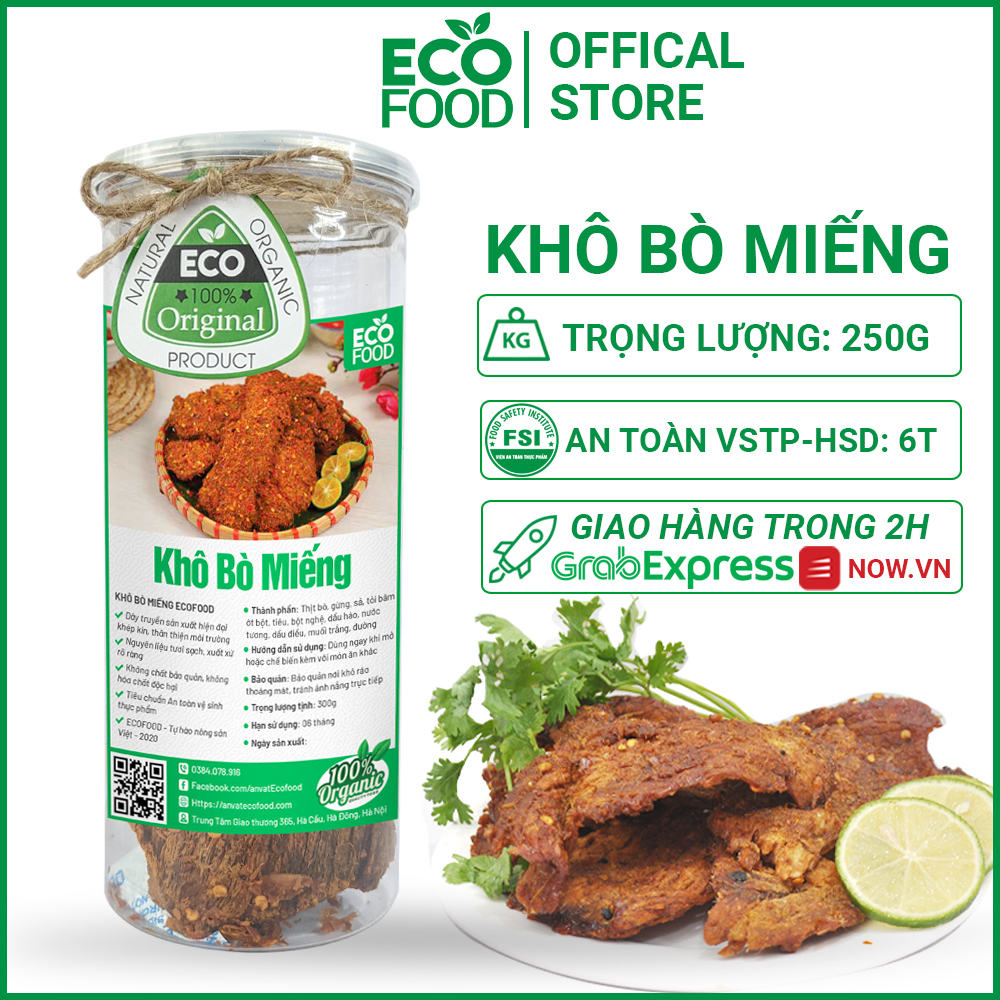 ECO
FOOD
OFFICAL
STORE
KHÔ BÒ MIẾNG
KG
TRỌNG LƯỢNG: 250G
FOOD SAFETY INSTITUTE
FSI
VIỆN AN TOÀN THỰC PHẨM
AN TOÀN VSTP-HSD: 6T
GIAO HÀNG TRONG 2H
GrabExpress
NOW.VN
NATURAL
ORGANIC
ECO
100%
Original
PRODUCT
ECO
FOOD
Khô Bò Miếng
KHÔ BÒ MIẾNG ECOFOOD
Dây truyền sản xuất hiện đại
khép kín, thân thiện môi trường
Nguyên liệu tươi sạch, xuất xứ
rõ ràng
Không chất bảo quản, không
hóa chất độc hại
Tiêu chuẩn An toàn vệ sinh
thực phẩm
ECOFOOD - Tự hào nông sản
Việt - 2020
• Thành phần: Thịt bò, gừng, sả, tỏi băm
ớt bột, tiêu, bột nghệ, dầu hào, nước
tương, dầu điều, muối trắng, đường
• Hướng dẫn sử dụng: Dùng ngay khi mở
hoặc chế biến kèm với món ăn khác
• Bảo quản: Bảo quản nơi khô ráo
thoáng mát, tránh ánh nắng trực tiếp
• Trọng lượng tịnh: 300g
• Hạn sử dụng: 06 tháng
• Ngày sản xuất:
0384.078.916
Facebook.com/anvatEcofood
Https://anvatecofood.com
Trung Tâm Giao thương 365, Hà Cầu, Hà Đông, Hà Nội
100%
Organic